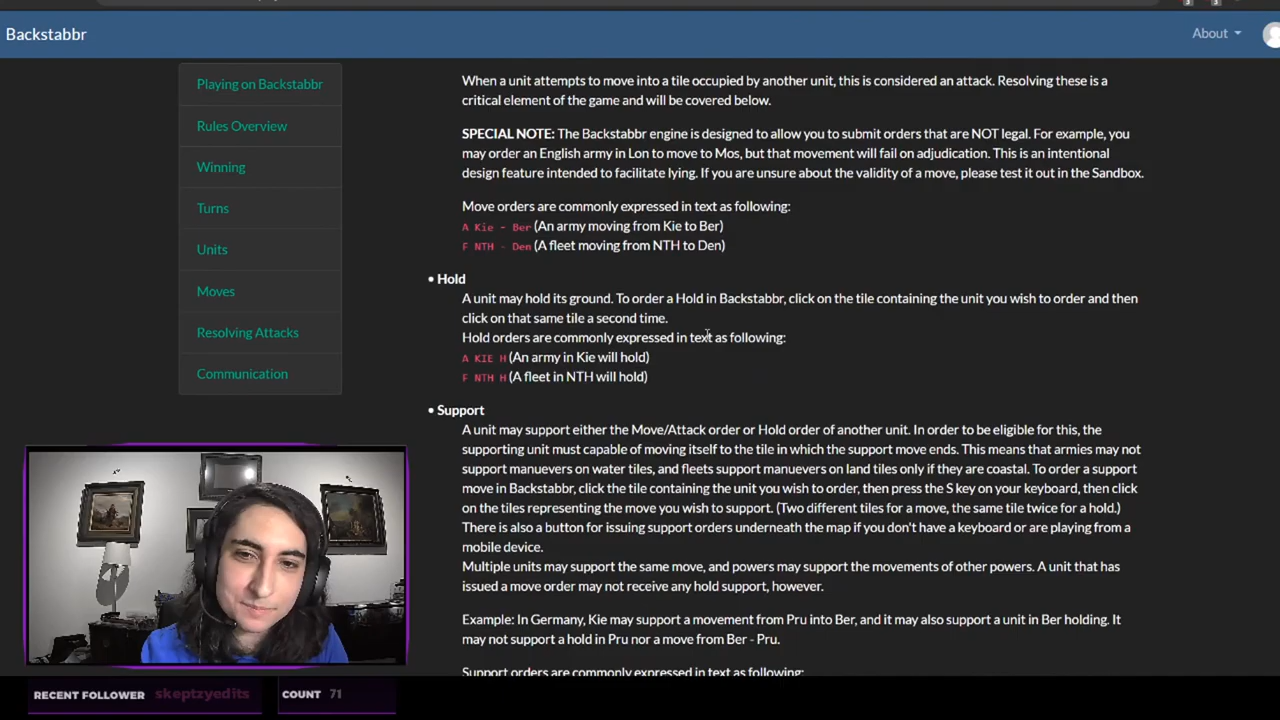 Backstabbr
About
Playing on Backstabbr
Rules Overview
Winning
Turns
Units
Moves
Resolving Attacks
Communication
When a unit attempts to move into a tile occupied by another unit, this is considered an attack. Resolving these is a
critical element of the game and will be covered below.
SPECIAL NOTE: The Backstabbr engine is designed to allow you to submit orders that are NOT legal. For example, you
may order an English army in Lon to move to Mos, but that movement will fail on adjudication. This is an intentional
design feature intended to facilitate lying. If you are unsure about the validity of a move, please test it out in the Sandbox.
Move orders are commonly expressed in text as following:
A Kie - Ber (An army moving from Kie to Ber)
F NTH - Den (A fleet moving from NTH to Den)
• Hold
A unit may hold its ground. To order a Hold in Backstabbr, click on the tile containing the unit you wish to order and then
click on that same tile a second time.
Hold orders are commonly expressed in text as following:
A KIE H (An army in Kie will hold)
F NTH H (A fleet in NTH will hold)
• Support
A unit may support either the Move/Attack order or Hold order of another unit. In order to be eligible for this, the
supporting unit must capable of moving itself to the tile in which the support move ends. This means that armies may not
support manuevers on water tiles, and fleets support manuevers on land tiles only if they are coastal. To order a support
move in Backstabbr, click the tile containing the unit you wish to order, then press the S key on your keyboard, then click
on the tiles representing the move you wish to support. (Two different tiles for a move, the same tile twice for a hold.)
There is also a button for issuing support orders underneath the map if you don't have a keyboard or are playing from a
mobile device.
Multiple units may support the same move, and powers may support the movements of other powers. A unit that has
issued a move order may not receive any hold support, however.
Example: In Germany, Kie may support a movement from Pru into Ber, and it may also support a unit in Ber holding. It
may not support a hold in Pru nor a move from Ber - Pru.
Support orders are commonly expressed in text as following:
RECENT FOLLOWER skeptzyedits
COUNT 71